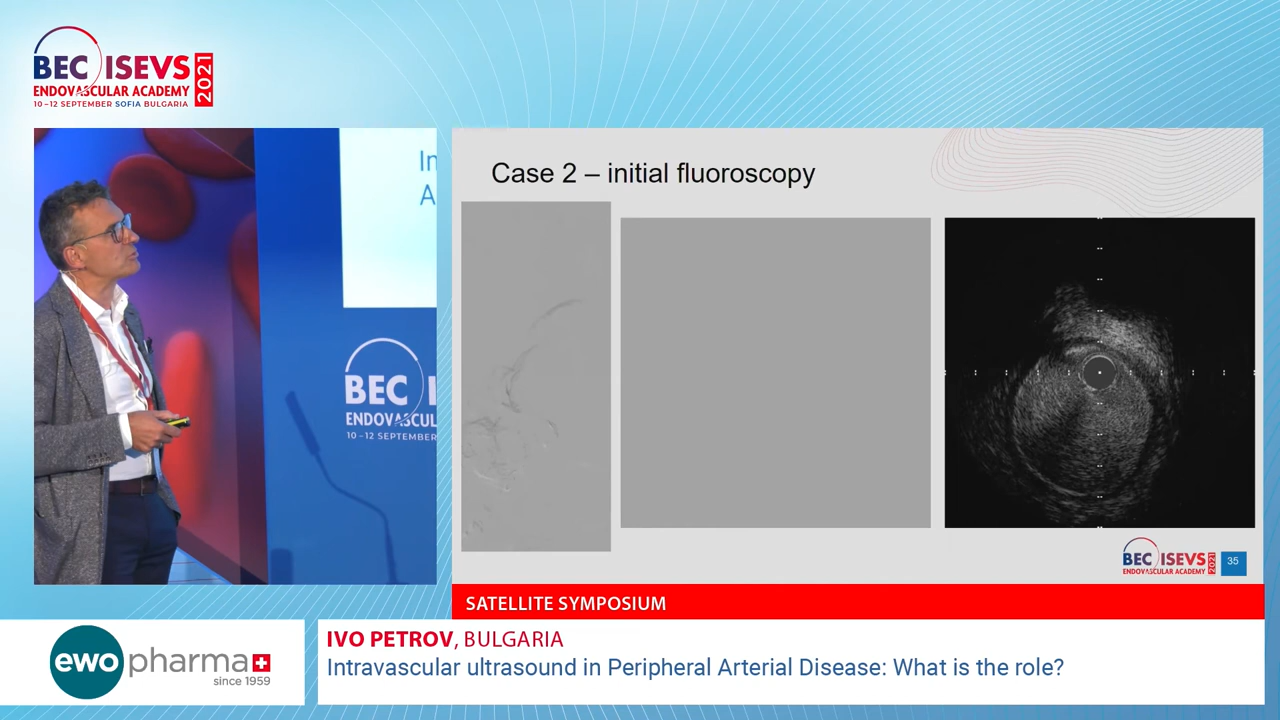 BEC ISEVS
ENDOVASCULAR ACADEMY
2021
10–12 SEPTEMBER SOFIA BULGARIA
In
A
BEC I
ENDOVASCUL
10–12 SEPTEMBER
Case 2 – initial fluoroscopy
BEC ISEVS
ENDOVASCULAR ACADEMY
2021
35
SATELLITE SYMPOSIUM
ewopharma
since 1959
IVO PETROV, BULGARIA
Intravascular ultrasound in Peripheral Arterial Disease: What is the role?